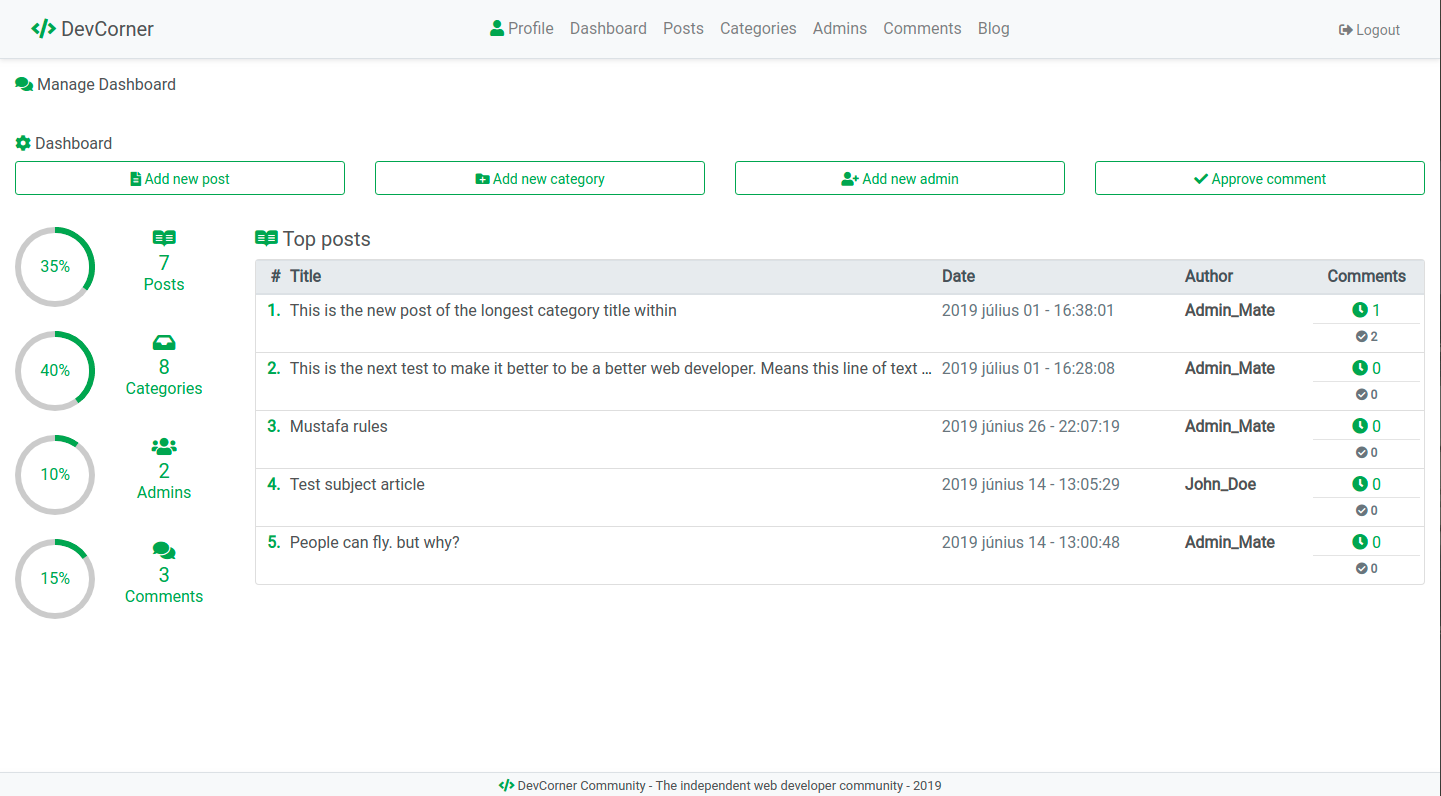 DevCorner Profile Dashboard Posts Categories Admins Comments Blog Logout
Manage Dashboard
Dashboard
Add new post Add new category Add new admin Approve comment
35%
7
Posts
40%
8
Categories
10%
2
Admins
15%
3
Comments
Top posts
# Title Date Author Comments
1. This is the new post of the longest category title within 2019 július 01 - 16:38:01 Admin_Mate 1
2
2. This is the next test to make it better to be a better web developer. Means this line of text ... 2019 július 01 - 16:28:08 Admin_Mate 0
0
3. Mustafa rules 2019 június 26 - 22:07:19 Admin_Mate 0
0
4. Test subject article 2019 június 14 - 13:05:29 John_Doe 0
0
5. People can fly. but why? 2019 június 14 - 13:00:48 Admin_Mate 0
0
DevCorner Community - The independent web developer community - 2019